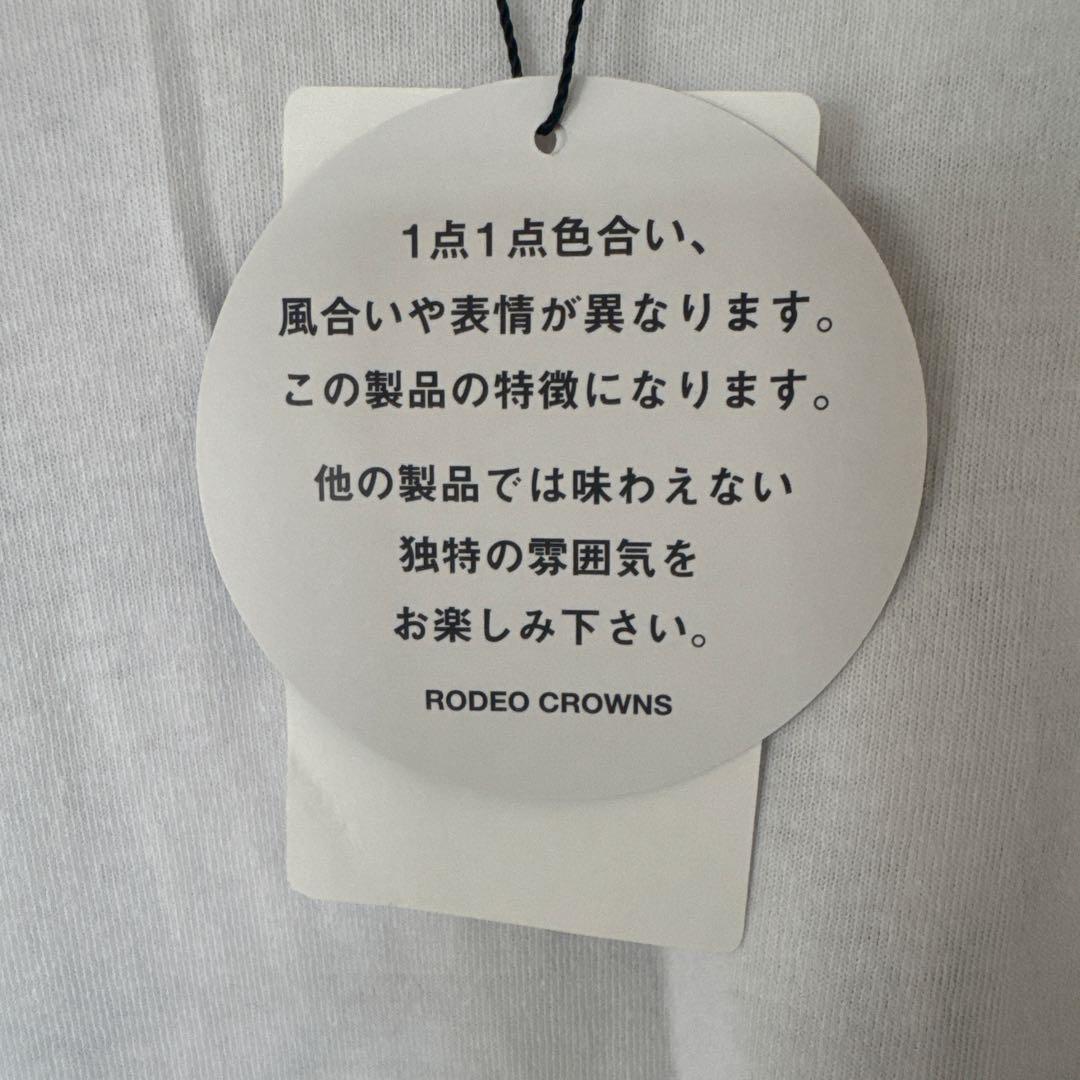 1点1点色合い、
風合いや表情が異なります。
この製品の特徴になります。
他の製品では味わえない
独特の雰囲気を
お楽しみ下さい。
RODEO CROWNS